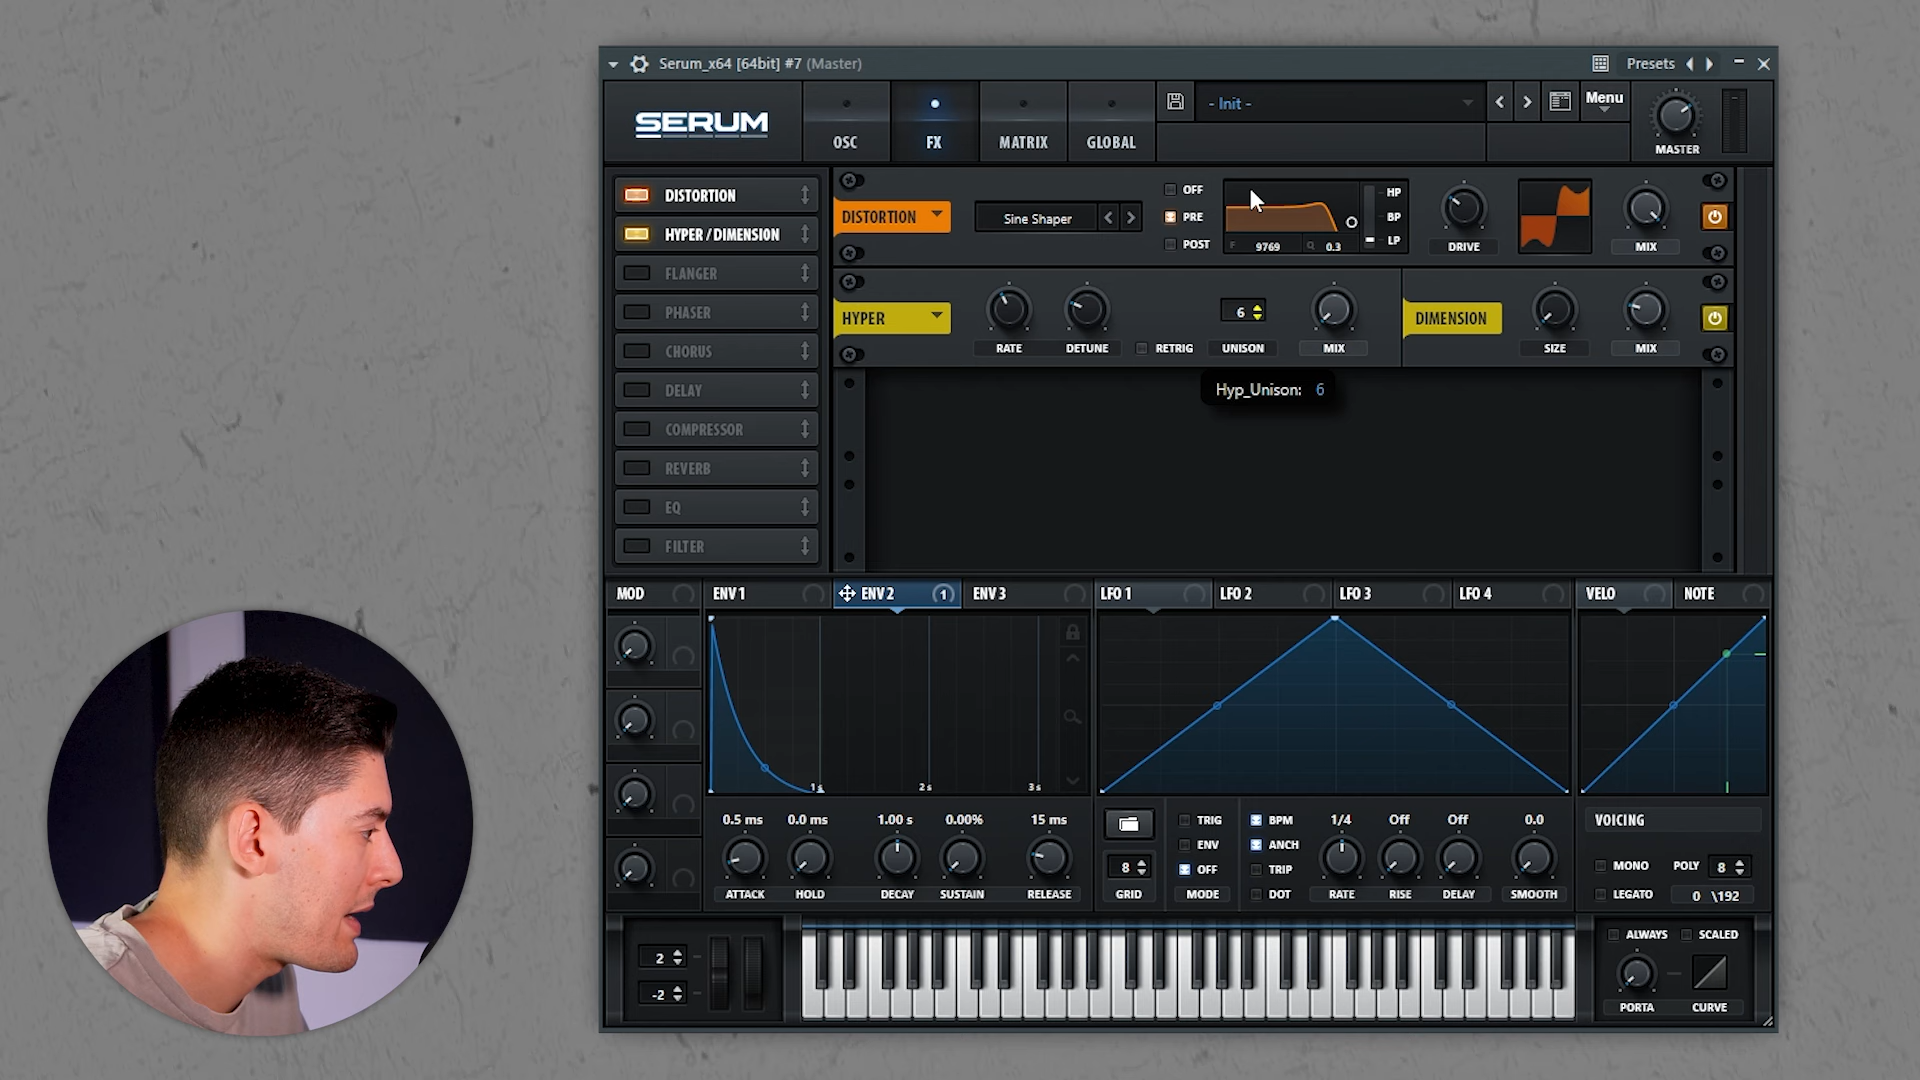 Serum_x64 [64bit] #7 (Master)
Presets
SERUM
OSC
FX
MATRIX
GLOBAL
- Init -
Menu
MASTER
DISTORTION
HYPER / DIMENSION
FLANGER
PHASER
CHORUS
DELAY
COMPRESSOR
REVERB
EQ
FILTER
DISTORTION
Sine Shaper
OFF
PRE
POST
F 9769 Q 0.3
HP
BP
LP
DRIVE
MIX
HYPER
RATE
DETUNE
RETRIG
6
UNISON
MIX
DIMENSION
SIZE
MIX
Hyp_Unison: 6
MOD
ENV 1
ENV 2 1
ENV 3
LFO 1
LFO 2
LFO 3
LFO 4
VELO
NOTE
1s
2s
3s
0.5 ms 0.0 ms 1.00 s 0.00% 15 ms
ATTACK HOLD DECAY SUSTAIN RELEASE
8
GRID
TRIG
ENV
OFF
MODE
BPM
ANCH
TRIP
DOT
1/4 Off Off 0.0
RATE RISE DELAY SMOOTH
VOICING
MONO POLY 8
LEGATO 0 \192
2
-2
ALWAYS SCALED
PORTA CURVE